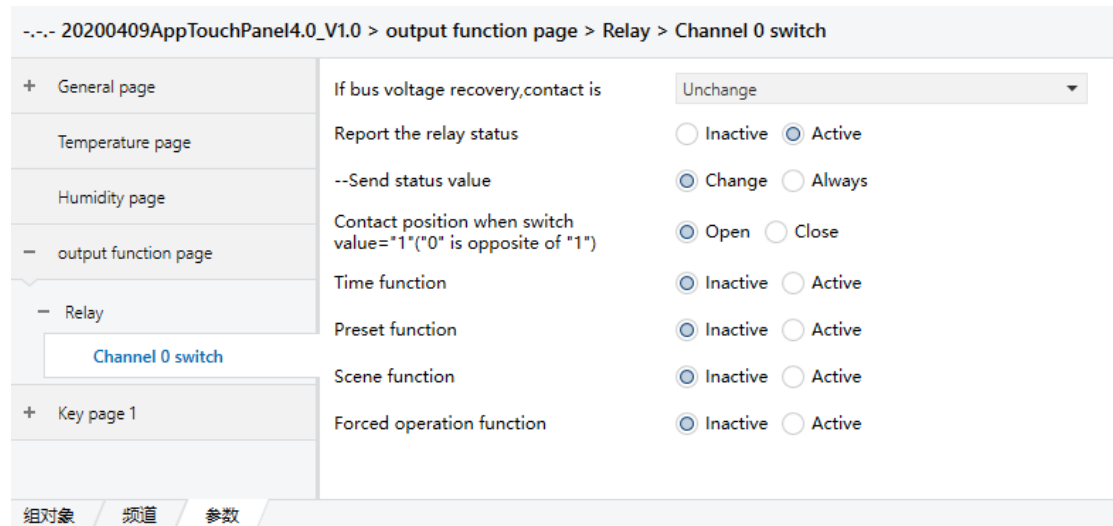 -.-.- 20200409AppTouchPanel4.0_V1.0 > output function page > Relay > Channel 0 switch
+ General page
Temperature page
Humidity page
− output function page
− Relay
Channel 0 switch
+ Key page 1
If bus voltage recovery,contact is Unchange
Report the relay status Inactive Active
--Send status value Change Always
Contact position when switch
value="1"("0" is opposite of "1") Open Close
Time function Inactive Active
Preset function Inactive Active
Scene function Inactive Active
Forced operation function Inactive Active
组对象 频道 参数